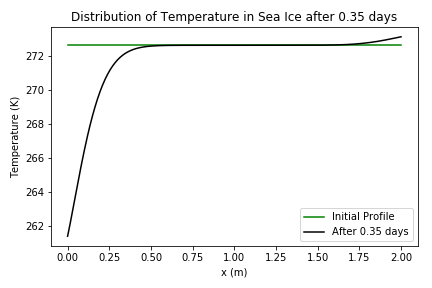 Distribution of Temperature in Sea Ice after 0.35 days
Temperature (K)
272
270
268
266
264
262
0.00 0.25 0.50 0.75 1.00 1.25 1.50 1.75 2.00
x (m)
Initial Profile
After 0.35 days